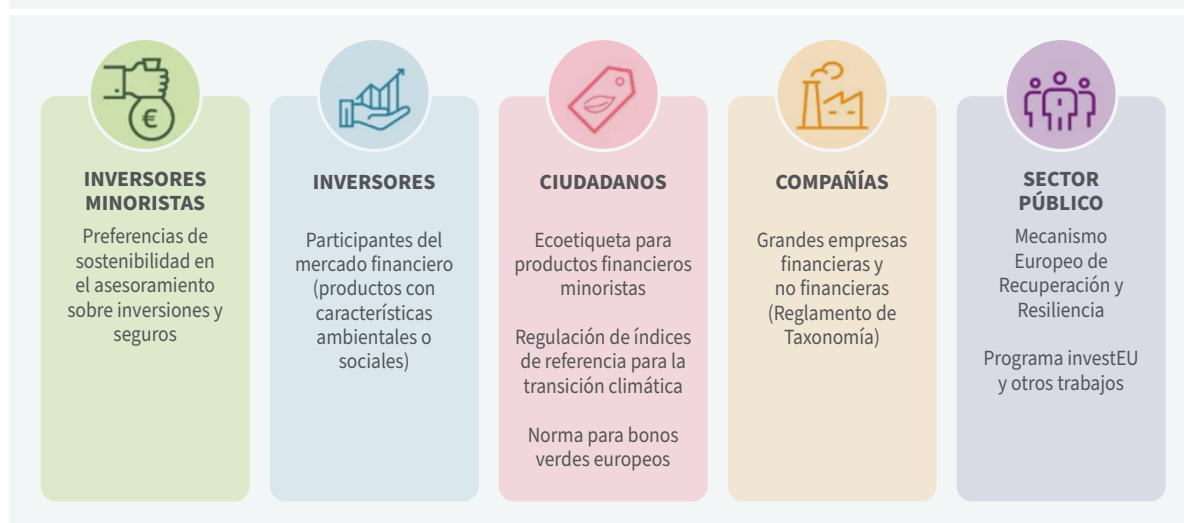 INVERSORES
MINORISTAS
Preferencias de
sostenibilidad en
el asesoramiento
sobre inversiones y
seguros
INVERSORES
Participantes del
mercado financiero
(productos con
características
ambientales o
sociales)
CIUDADANOS
Ecoetiqueta para
productos financieros
minoristas
Regulación de índices
de referencia para la
transición climática
Norma para bonos
verdes europeos
COMPAÑÍAS
Grandes empresas
financieras y
no financieras
(Reglamento de
Taxonomía)
SECTOR
PÚBLICO
Mecanismo
Europeo de
Recuperación y
Resiliencia
Programa investEU
y otros trabajos